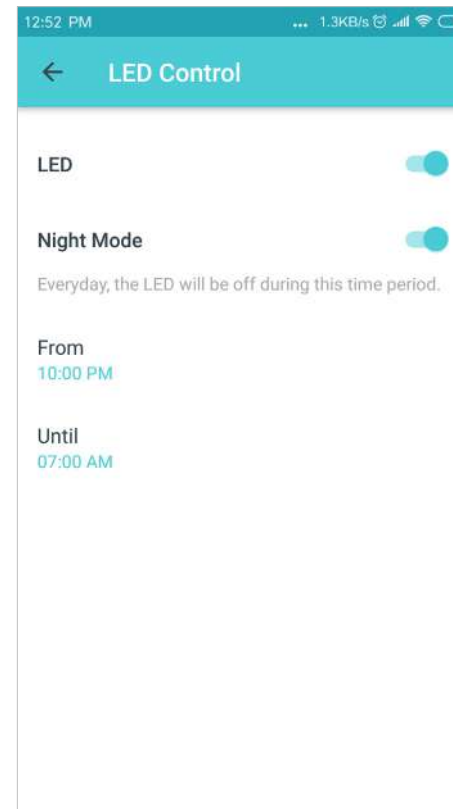 12:52 PM ... 1.3KB/s
LED Control
LED
Night Mode
Everyday, the LED will be off during this time period.
From
10:00 PM
Until
07:00 AM